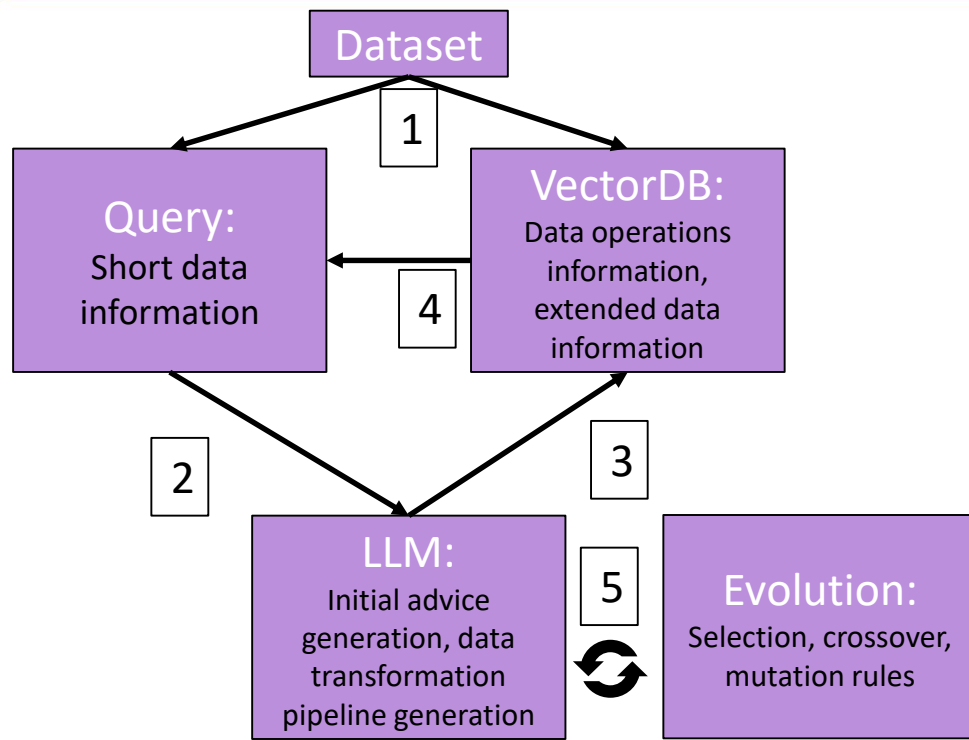 Dataset
1
Query:
Short data
information
VectorDB:
Data operations
information,
extended data
information
4
2
3
LLM:
Initial advice
generation, data
transformation
pipeline generation
5
Evolution:
Selection, crossover,
mutation rules